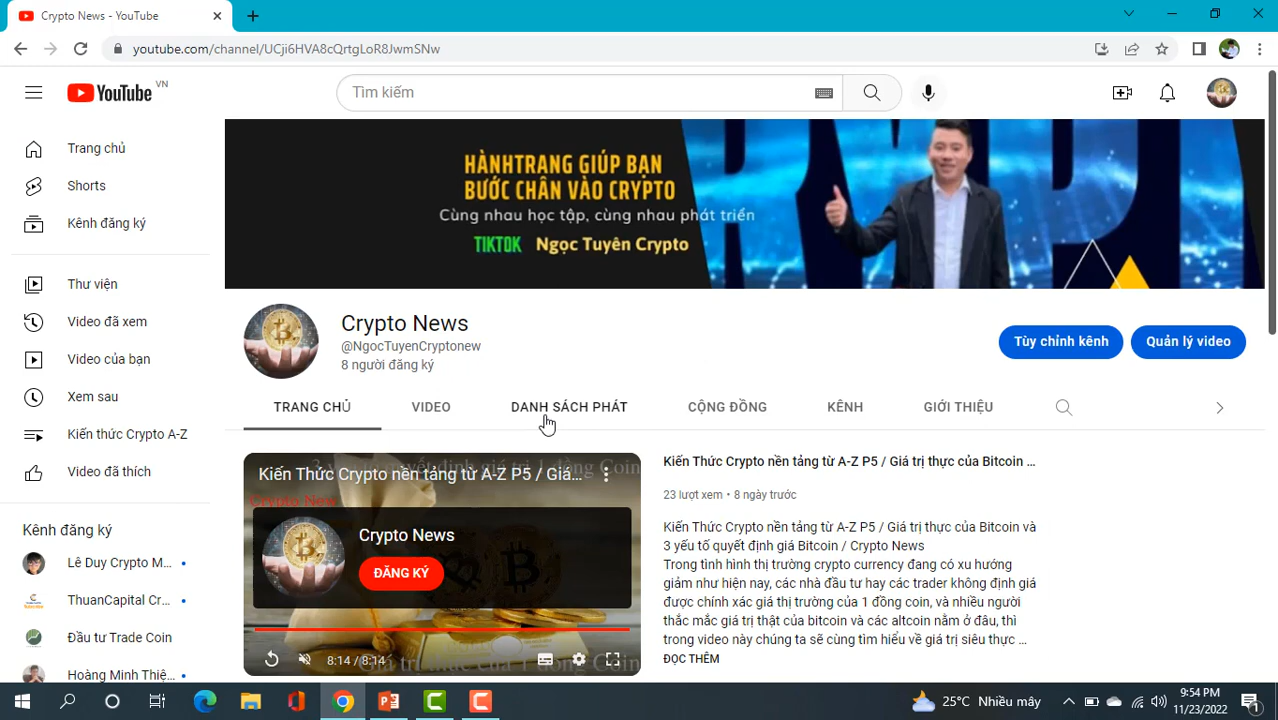 Crypto News - YouTube
youtube.com/channel/UCji6HVA8cQrtgLoR8JwmSNw
YouTube VN
Tìm kiếm
Trang chủ
Shorts
Kênh đăng ký
Thư viện
Video đã xem
Video của bạn
Xem sau
Kiến thức Crypto A-Z
Video đã thích
Kênh đăng ký
Lê Duy Crypto M...
ThuanCapital Cr...
Đầu tư Trade Coin
Hoàng Minh Thiệ...
HÀNHTRANG GIÚP BẠN
BƯỚC CHÂN VÀO CRYPTO
Cùng nhau học tập, cùng nhau phát triển
TIKTOK Ngọc Tuyên Crypto
Crypto News
@NgocTuyenCryptonew
8 người đăng ký
Tùy chỉnh kênh
Quản lý video
TRANG CHỦ
VIDEO
DANH SÁCH PHÁT
CỘNG ĐỒNG
KÊNH
GIỚI THIỆU
Kiến Thức Crypto nền tảng từ A-Z P5 / Giá...
Crypto News
ĐĂNG KÝ
8:14 / 8:14
Kiến Thức Crypto nền tảng từ A-Z P5 / Giá trị thực của Bitcoin ...
23 lượt xem • 8 ngày trước
Kiến Thức Crypto nền tảng từ A-Z P5 / Giá trị thực của Bitcoin và
3 yếu tố quyết định giá Bitcoin / Crypto News
Trong tình hình thị trường crypto currency đang có xu hướng
giảm như hiện nay, các nhà đầu tư hay các trader không định giá
được chính xác giá thị trường của 1 đồng coin, và nhiều người
thắc mắc giá trị thật của bitcoin và các altcoin nằm ở đâu, thì
trong video này chúng ta sẽ cùng tìm hiểu về giá trị siêu thực ...
ĐỌC THÊM
25°C Nhiều mây
9:54 PM
11/23/2022
1